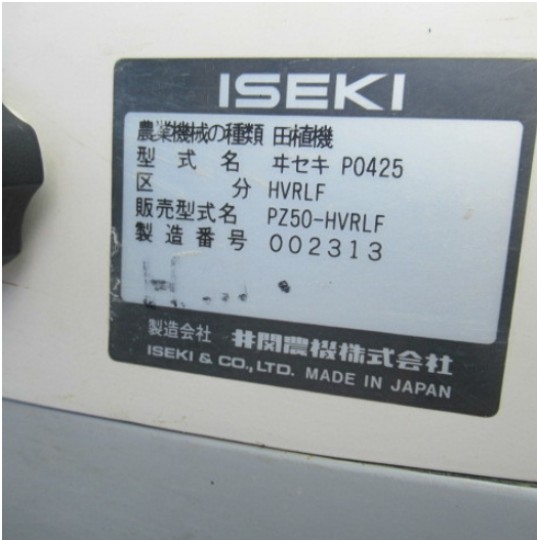 ISEKI
農業機械の種類 田植機
型式名 ヰセキ P0425
区分 HVRLF
販売型式名 PZ50-HVRLF
製造番号 002313
製造会社 井関農機株式会社
ISEKI & CO., LTD. MADE IN JAPAN